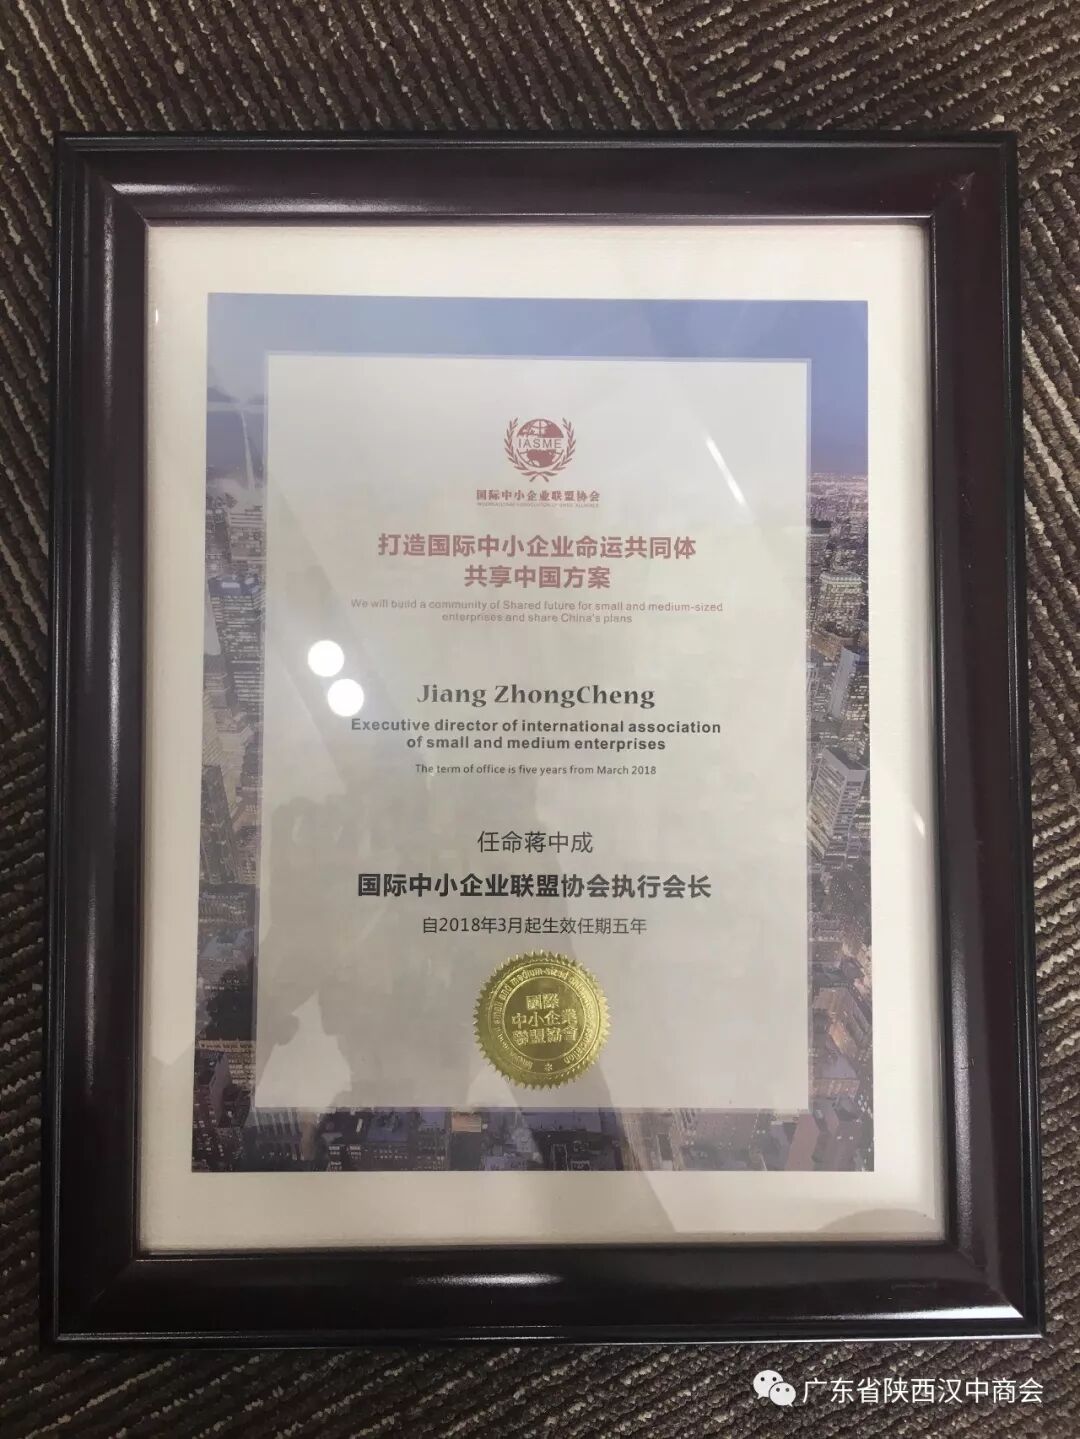 IASME
国际中小企业联盟协会
打造国际中小企业命运共同体
共享中国方案
We will build a community of Shared future for small and medium-sized
enterprises and share China's plans
Jiang ZhongCheng
Executive director of international association
of small and medium enterprises
The term of office is five years from March 2018
任命蒋中成
国际中小企业联盟协会执行会长
自2018年3月起生效任期五年
國際
中小企業
聯盟協會
广东省陕西汉中商会